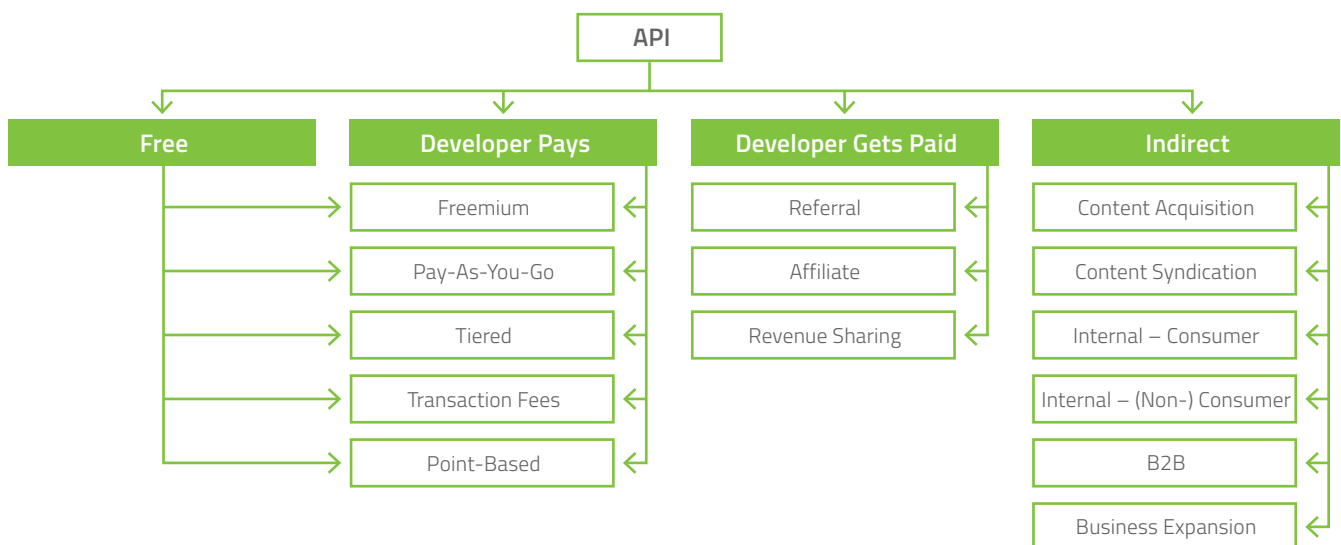 API
Free
Developer Pays
Developer Gets Paid
Indirect
Freemium
Pay-As-You-Go
Tiered
Transaction Fees
Point-Based
Referral
Affiliate
Revenue Sharing
Content Acquisition
Content Syndication
Internal – Consumer
Internal – (Non-) Consumer
B2B
Business Expansion